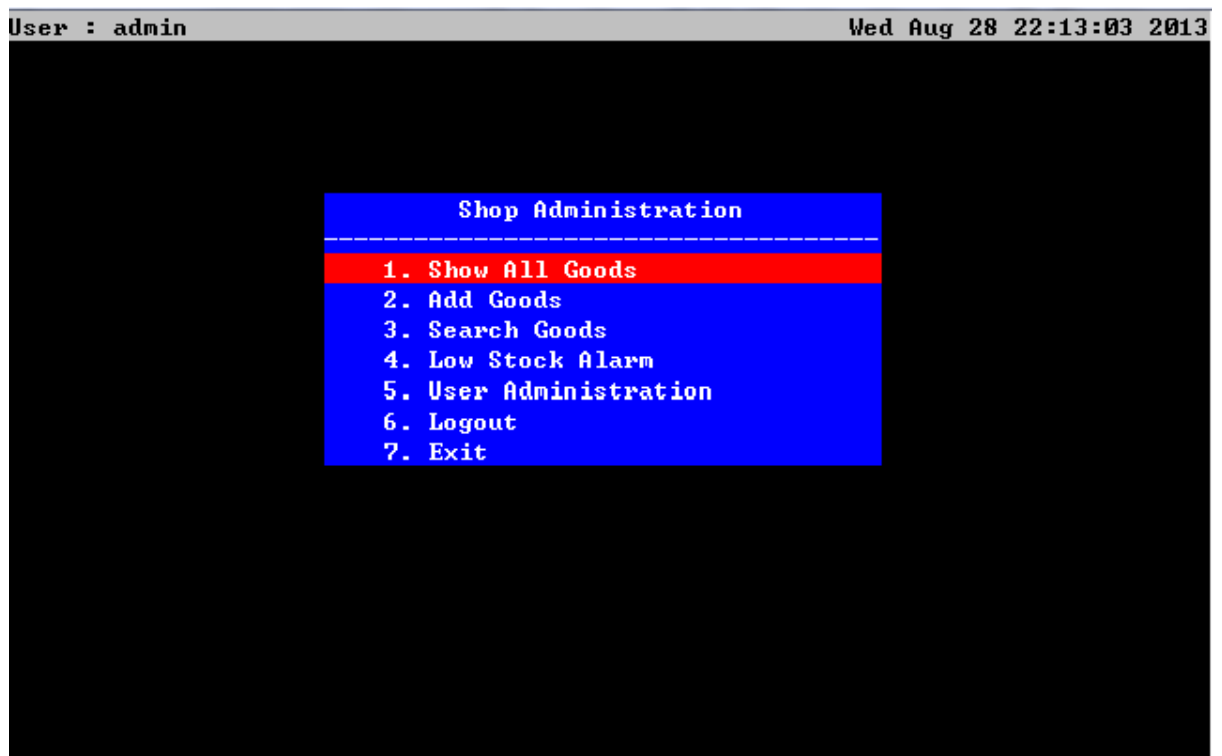 User : admin Wed Aug 28 22:13:03 2013
Shop Administration
-------------------------------------
1. Show All Goods
2. Add Goods
3. Search Goods
4. Low Stock Alarm
5. User Administration
6. Logout
7. Exit